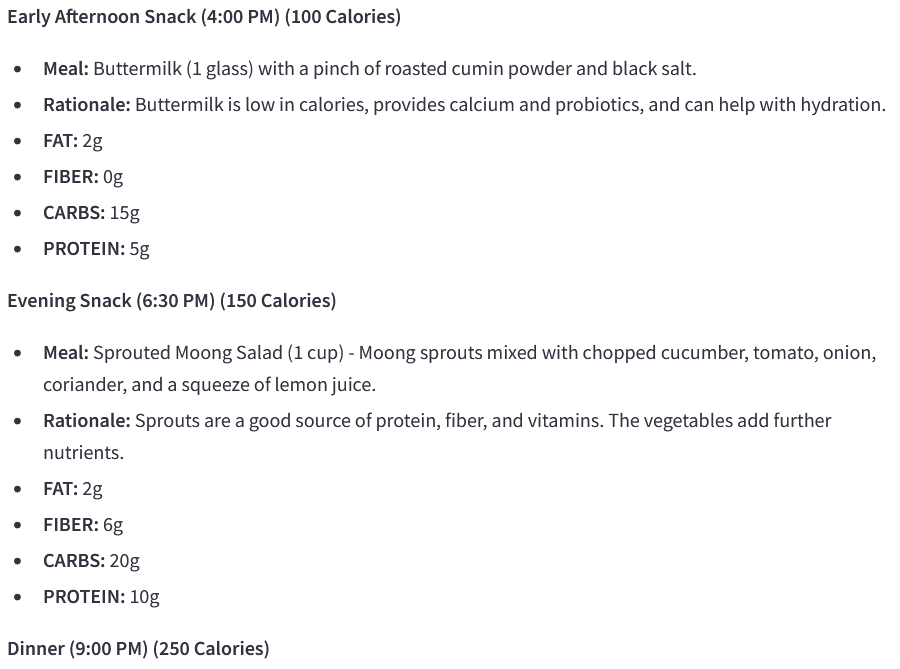 Early Afternoon Snack (4:00 PM) (100 Calories)
• Meal: Buttermilk (1 glass) with a pinch of roasted cumin powder and black salt.
• Rationale: Buttermilk is low in calories, provides calcium and probiotics, and can help with hydration.
• FAT: 2g
• FIBER: 0g
• CARBS: 15g
• PROTEIN: 5g
Evening Snack (6:30 PM) (150 Calories)
• Meal: Sprouted Moong Salad (1 cup) - Moong sprouts mixed with chopped cucumber, tomato, onion,
coriander, and a squeeze of lemon juice.
• Rationale: Sprouts are a good source of protein, fiber, and vitamins. The vegetables add further
nutrients.
• FAT: 2g
• FIBER: 6g
• CARBS: 20g
• PROTEIN: 10g
Dinner (9:00 PM) (250 Calories)